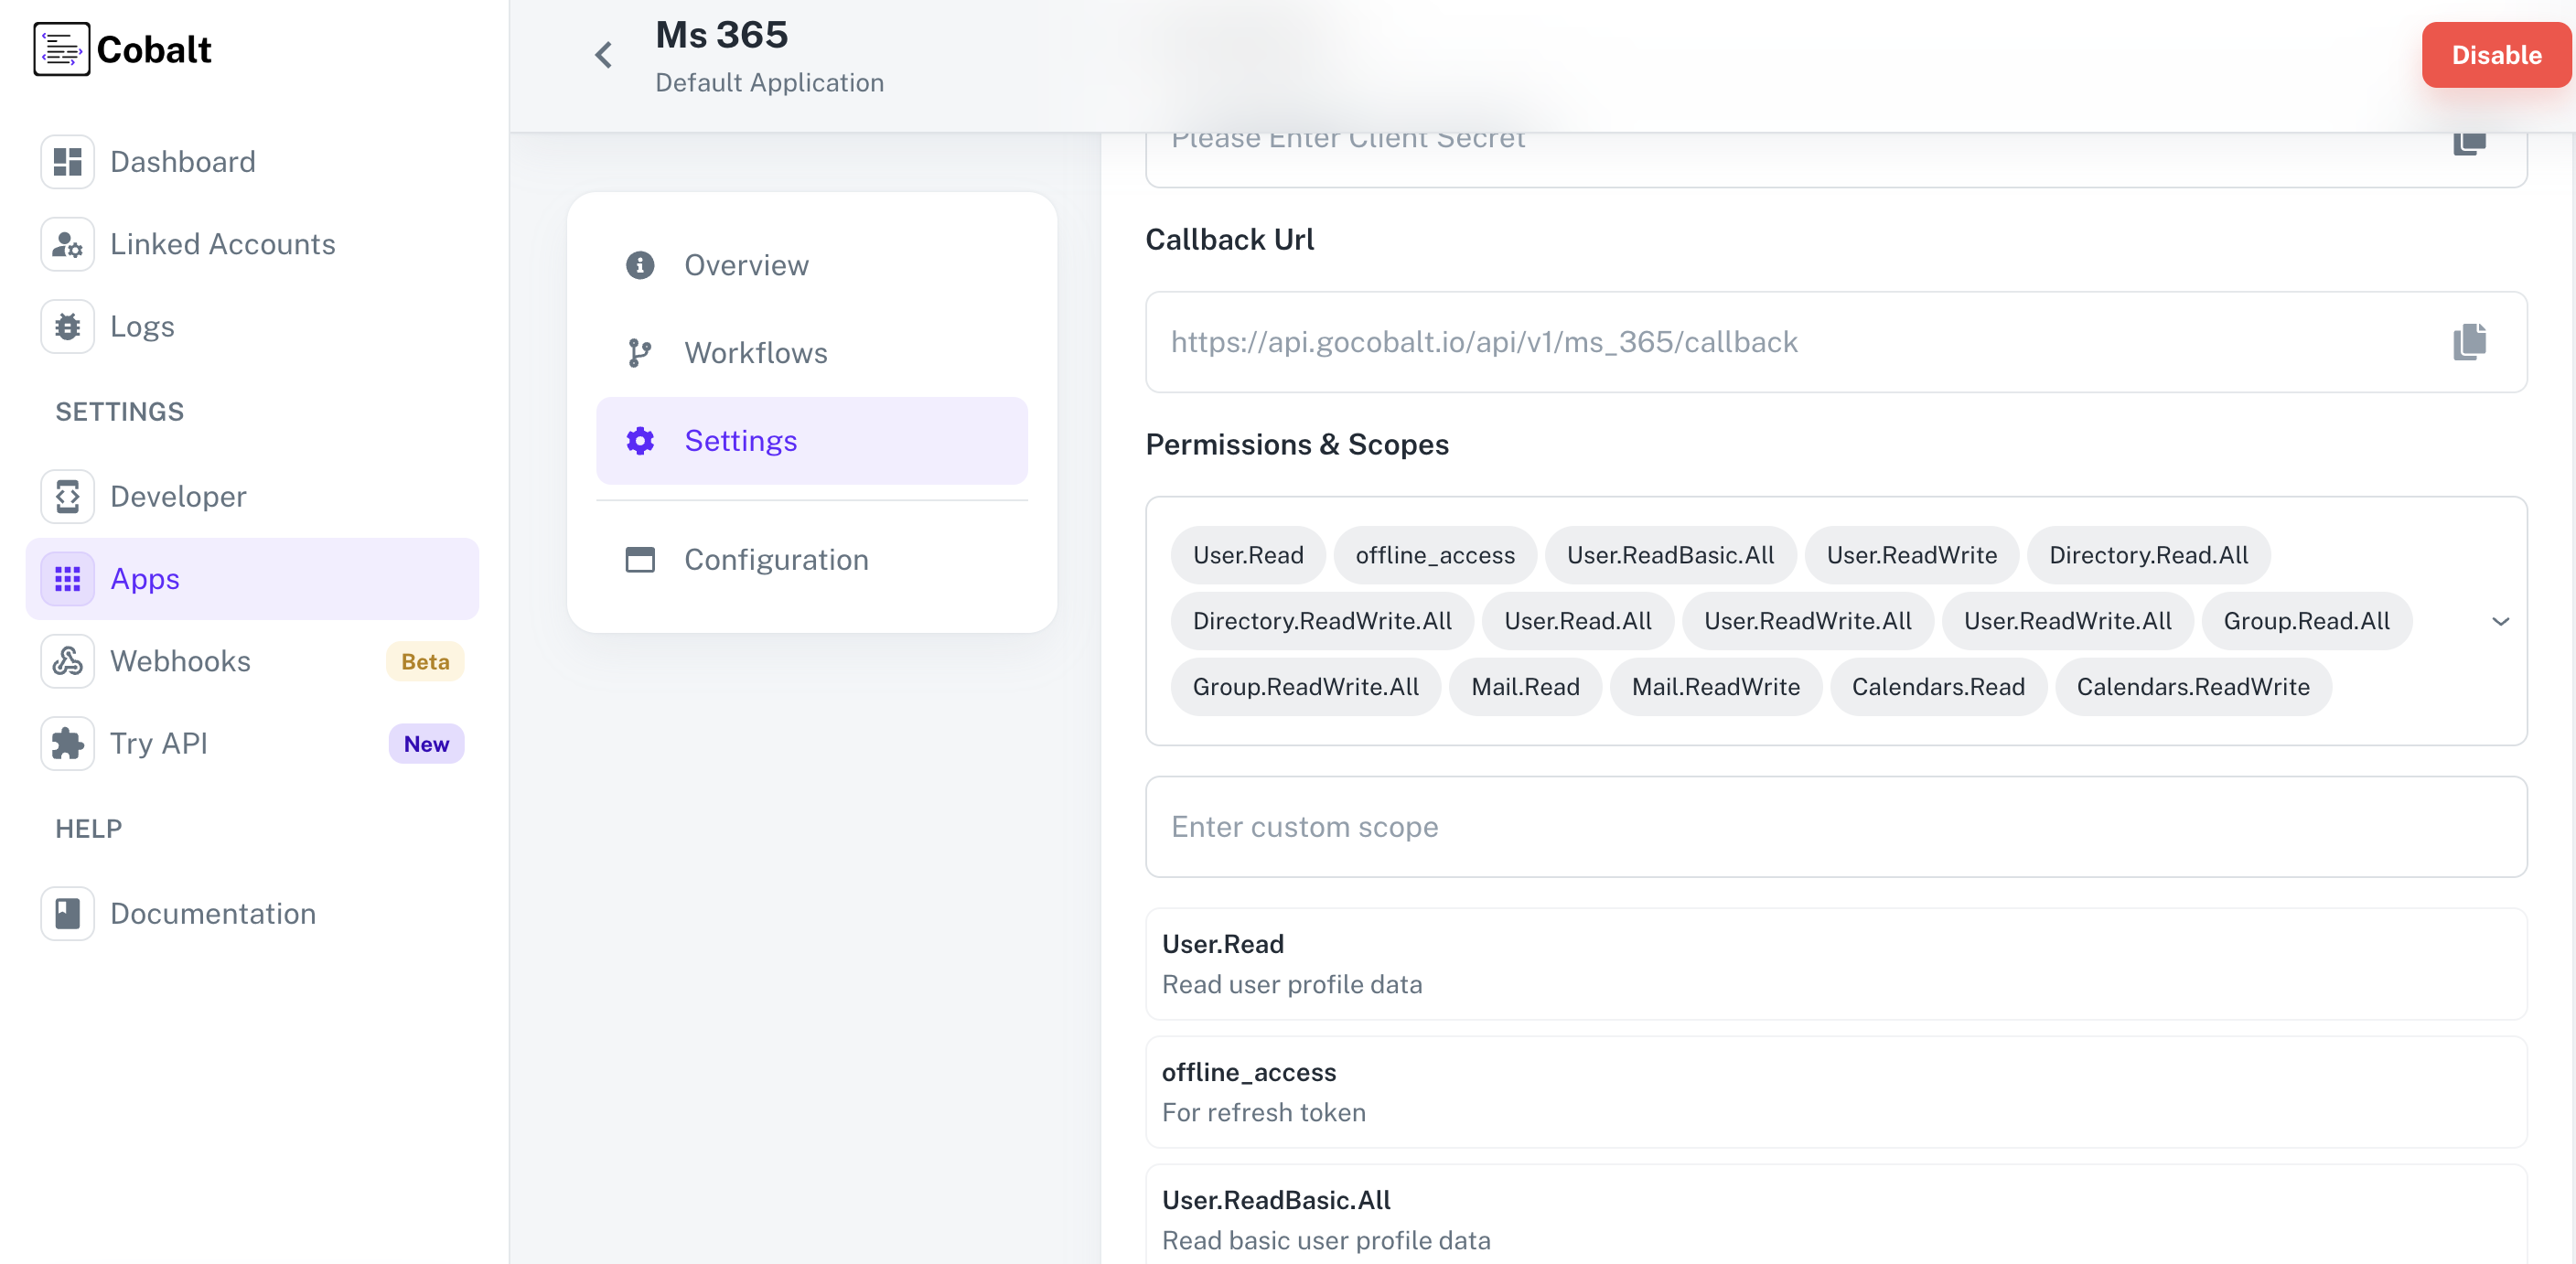 Cobalt
Dashboard
Linked Accounts
Logs
SETTINGS
Developer
Apps
Webhooks Beta
Try API New
HELP
Documentation
Ms 365
Default Application
Disable
Overview
Workflows
Settings
Configuration
Please Enter Client Secret
Callback Url
https://api.gocobalt.io/api/v1/ms_365/callback
Permissions & Scopes
User.Read offline_access User.ReadBasic.All User.ReadWrite Directory.Read.All
Directory.ReadWrite.All User.Read.All User.ReadWrite.All User.ReadWrite.All Group.Read.All
Group.ReadWrite.All Mail.Read Mail.ReadWrite Calendars.Read Calendars.ReadWrite
Enter custom scope
User.Read
Read user profile data
offline_access
For refresh token
User.ReadBasic.All
Read basic user profile data